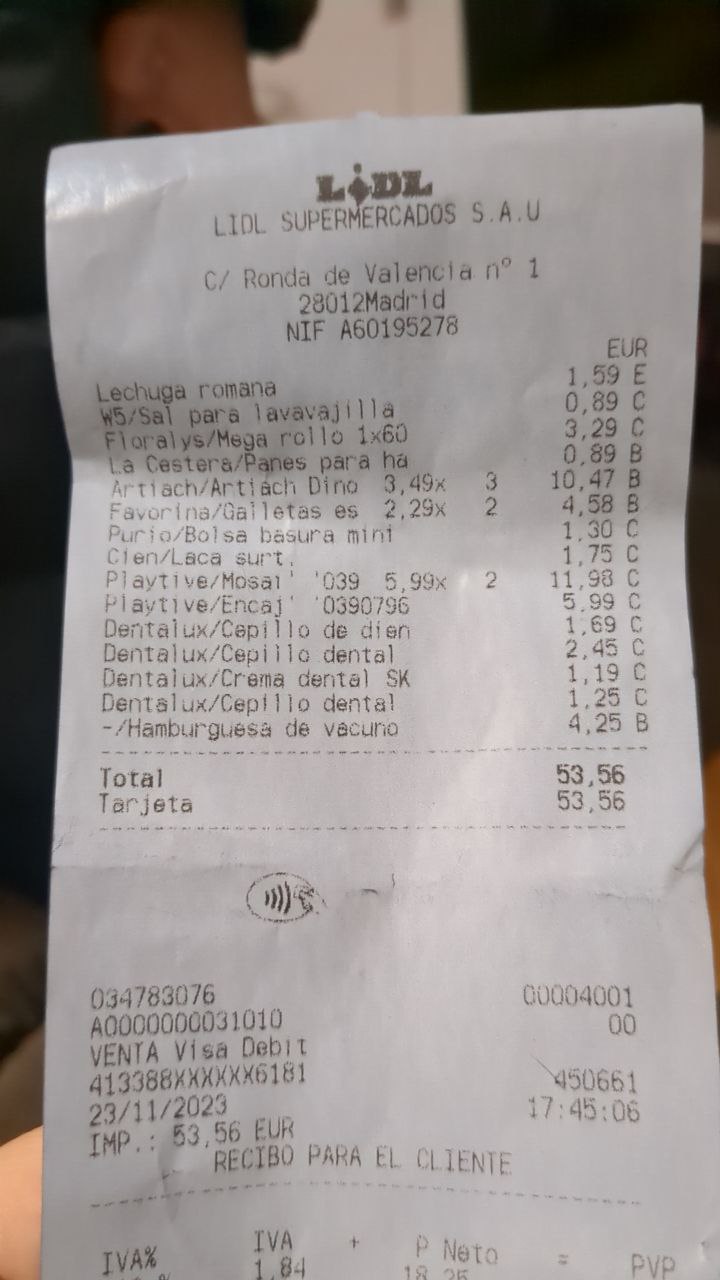 LIDL
LIDL SUPERMERCADOS S.A.U
C/ Ronda de Valencia nº 1
28012Madrid
NIF A60195278
EUR
Lechuga romana 1,59 E
W5/Sal para lavavajilla 0,89 C
Floralys/Mega rollo 1x60 3,29 C
La Cestera/Panes para ha 0,89 B
Artiach/Artiach Dino 3,49x 3 10,47 B
Favorina/Galletas es 2,29x 2 4,58 B
Purio/Bolsa basura mini 1,30 C
Cien/Laca surt. 1,75 C
Playtive/Mosai' '039 5,99x 2 11,98 C
Playtive/Encaj' '0390796 5,99 C
Dentalux/Cepillo de dien 1,69 C
Dentalux/Cepillo dental 2,45 C
Dentalux/Crema dental SK 1,19 C
Dentalux/Cepillo dental 1,25 C
-/Hamburguesa de vacuno 4,25 B
Total 53,56
Tarjeta 53,56
034783076 00004001
A0000000031010 00
VENTA Visa Debit
413388XXXXXX6181 450661
23/11/2023 17:45:06
IMP.: 53,56 EUR
RECIBO PARA EL CLIENTE
IVA% IVA + P Neto = PVP
1,84